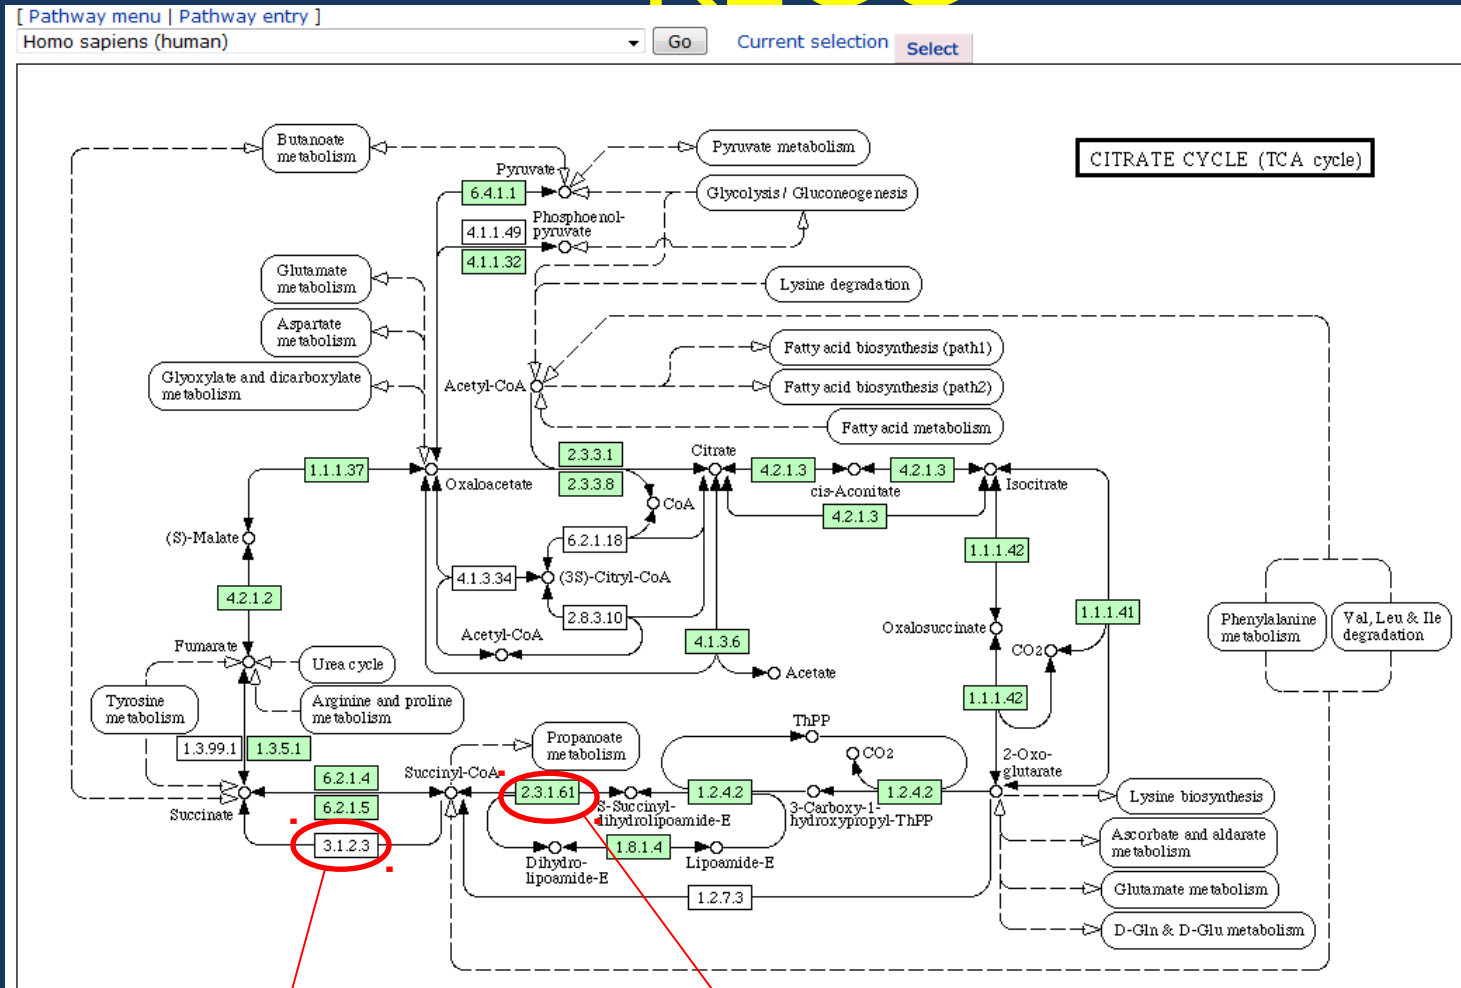 [ Pathway menu | Pathway entry ]
Homo sapiens (human)
Go
Current selection
Select
CITRATE CYCLE (TCA cycle)
Butanoate
metabolism
Pyruvate
Pyruvate metabolism
6.4.1.1
Glycolysis / Gluconeogenesis
4.1.1.49
Phosphoenol-
pyruvate
4.1.1.32
Glutamate
metabolism
Lysine degradation
Aspartate
metabolism
Fatty acid biosynthesis (path1)
Glyoxylate and dicarboxylate
metabolism
Acetyl-CoA
Fatty acid biosynthesis (path2)
Fatty acid metabolism
1.1.1.37
Oxaloacetate
2.3.3.1
2.3.3.8
Citrate
4.2.1.3
cis-Aconitate
4.2.1.3
Isocitrate
4.2.1.3
CoA
(S)-Malate
6.2.1.18
1.1.1.42
4.1.3.34
(3S)-Citryl-CoA
4.2.1.2
2.8.3.10
1.1.1.41
Phenylalanine
metabolism
Val, Leu & Ile
degradation
Fumarate
Acetyl-CoA
4.1.3.6
Oxalosuccinate
CO2
Urea cycle
Acetate
Tyrosine
metabolism
Arginine and proline
metabolism
1.1.1.42
1.3.99.1
1.3.5.1
Propanoate
metabolism
ThPP
CO2
2-Oxo-
glutarate
6.2.1.4
Succinyl-CoA
2.3.1.61
1.2.4.2
1.2.4.2
Succinate
6.2.1.5
S-Succinyl-
dihydrolipoamide-E
3-Carboxy-1-
hydroxypropyl-ThPP
Lysine biosynthesis
3.1.2.3
Dihydro-
lipoamide-E
1.8.1.4
Lipoamide-E
Ascorbate and aldarate
metabolism
1.2.7.3
Glutamate metabolism
D-Gln & D-Glu metabolism